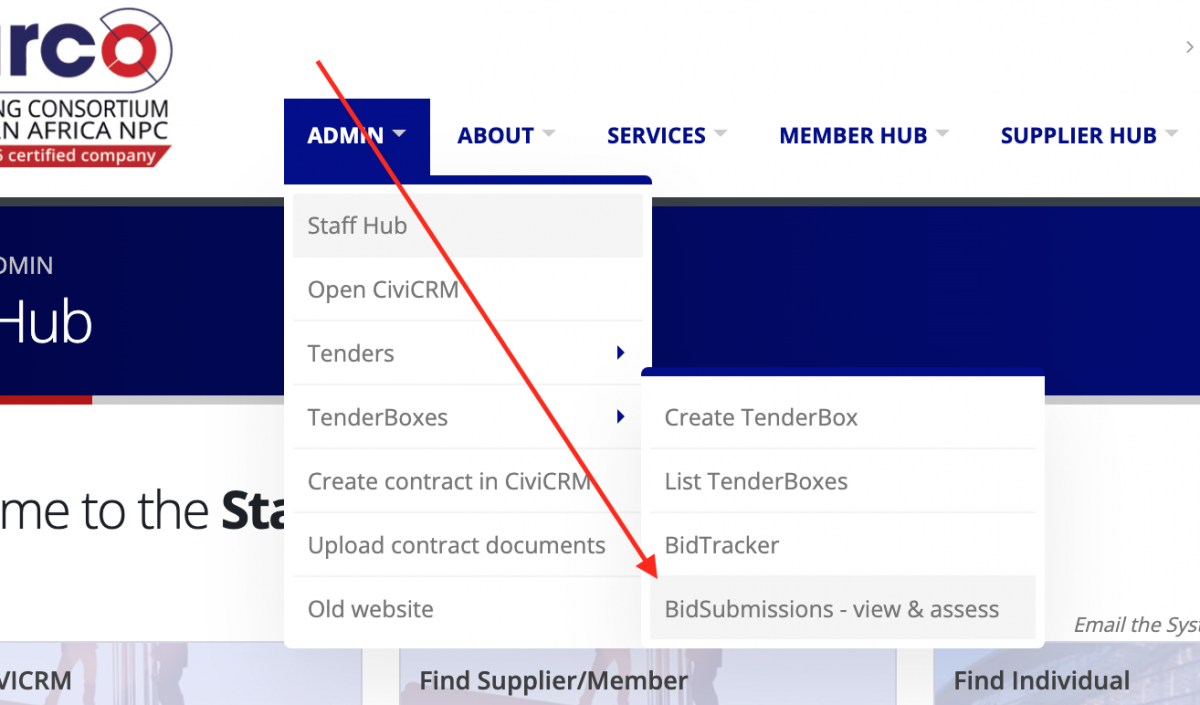 rco
NG CONSORTIUM
N AFRICA NPC
certified company
ADMIN
ABOUT
SERVICES
MEMBER HUB
SUPPLIER HUB
Staff Hub
Open CiviCRM
Tenders
TenderBoxes
Create contract in CiviCRM
Upload contract documents
Old website
Create TenderBox
List TenderBoxes
BidTracker
BidSubmissions - view & assess
DMIN
Hub
me to the Sta
Email the Sys
VICRM
Find Supplier/Member
Find Individual